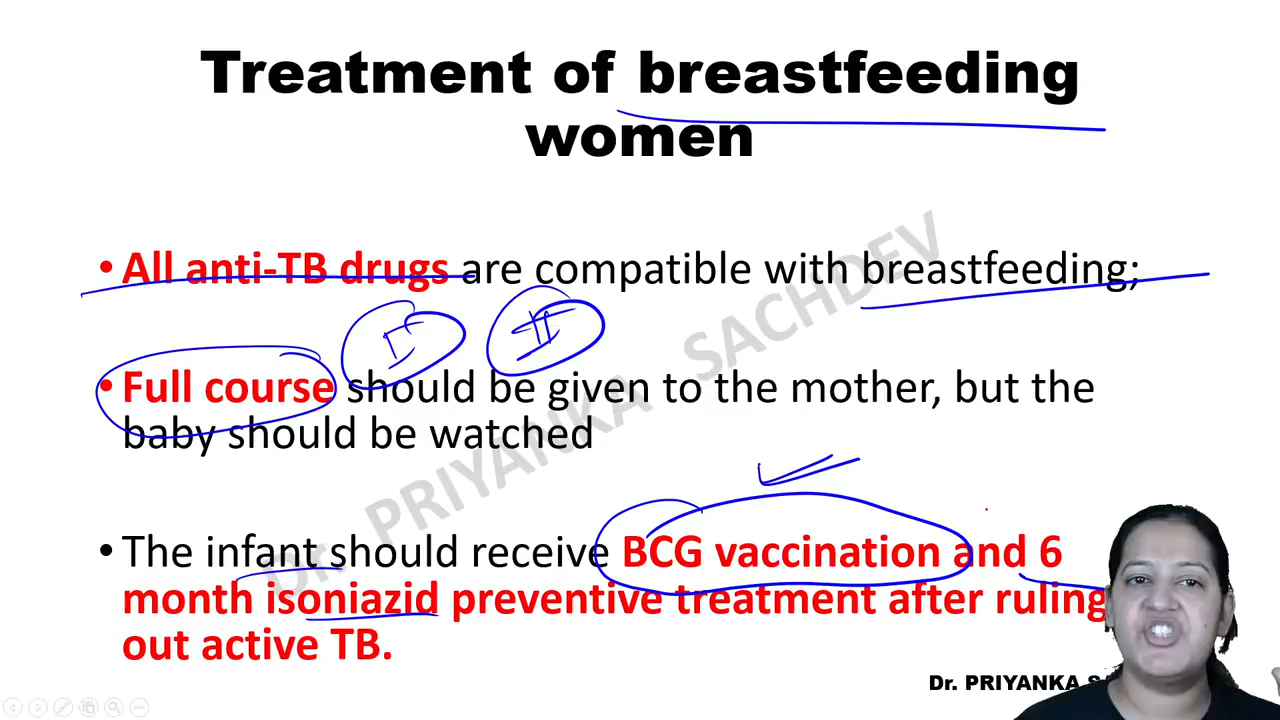 Treatment of breastfeeding
women
• All anti-TB drugs are compatible with breastfeeding;
I II
• Full course should be given to the mother, but the
baby should be watched
• The infant should receive BCG vaccination and 6
month isoniazid preventive treatment after ruling
out active TB.
Dr. PRIYANKA SACHDEV
Dr. PRIYANKA